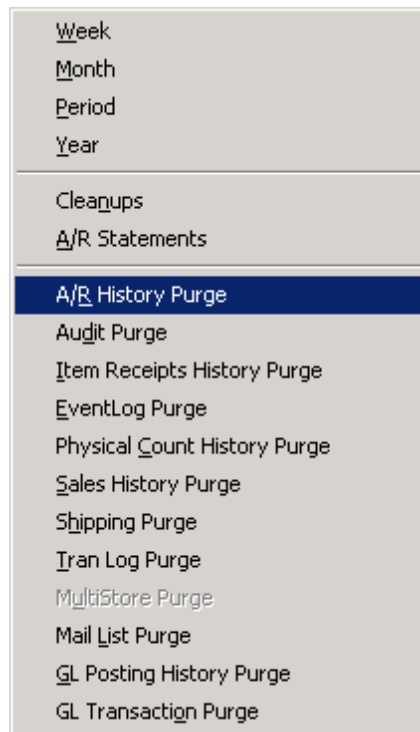 Week
Month
Period
Year
Cleanups
A/R Statements
A/R History Purge
Audit Purge
Item Receipts History Purge
EventLog Purge
Physical Count History Purge
Sales History Purge
Shipping Purge
Tran Log Purge
MultiStore Purge
Mail List Purge
GL Posting History Purge
GL Transaction Purge